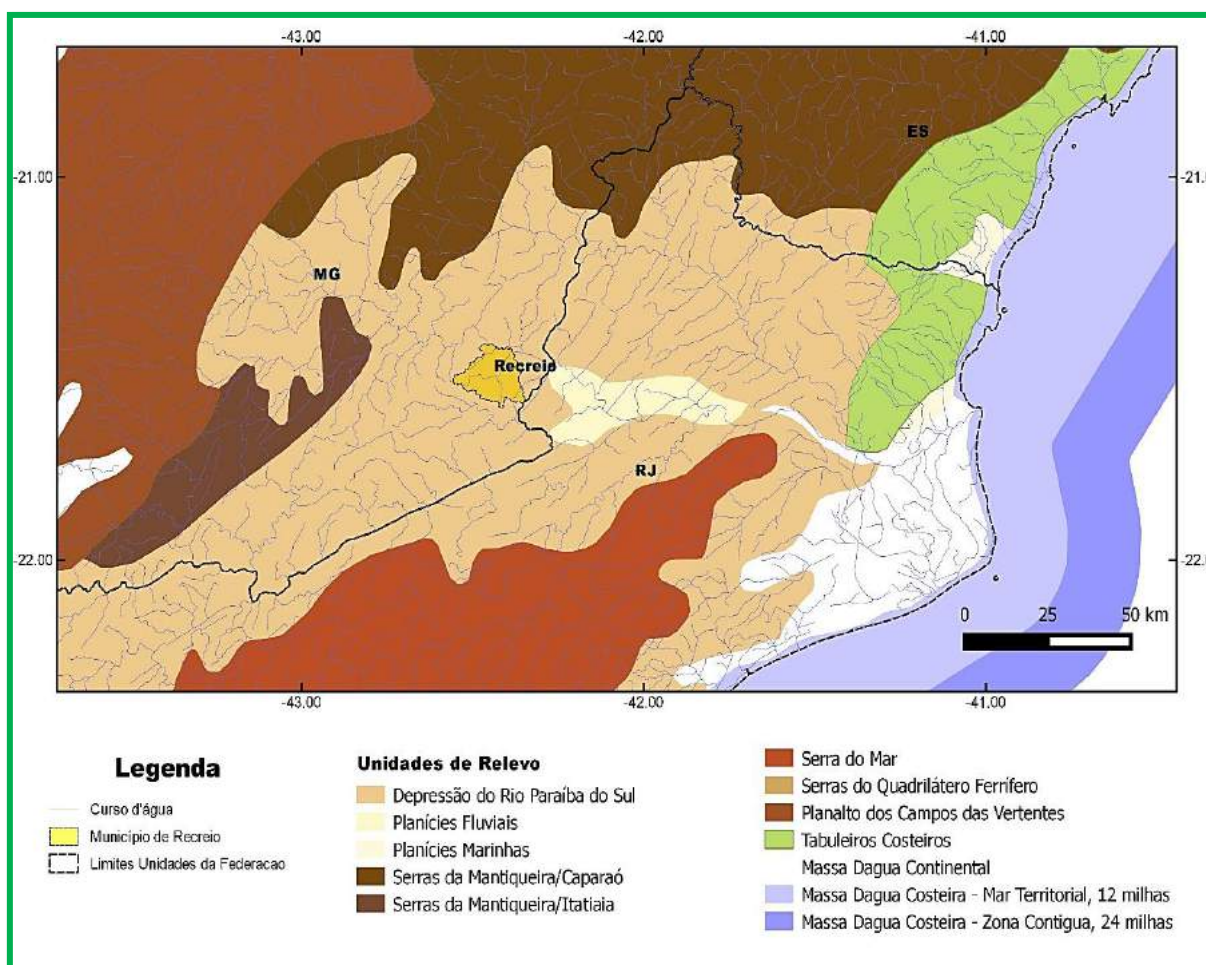 -43.00
-42.00
-41.00
ES
-21.00
-21.0
MG
Recreio
RJ
-22.00
-22.0
0 25 50 km
-43.00
-42.00
-41.00
Legenda
Curso d'água
Município de Recreio
Limites Unidades da Federacao
Unidades de Relevo
Depressão do Rio Paraíba do Sul
Planícies Fluviais
Planícies Marinhas
Serras da Mantiqueira/Caparaó
Serras da Mantiqueira/Itatiaia
Serra do Mar
Serras do Quadrilátero Ferrífero
Planalto dos Campos das Vertentes
Tabuleiros Costeiros
Massa Dagua Continental
Massa Dagua Costeira - Mar Territorial, 12 milhas
Massa Dagua Costeira - Zona Contigua, 24 milhas